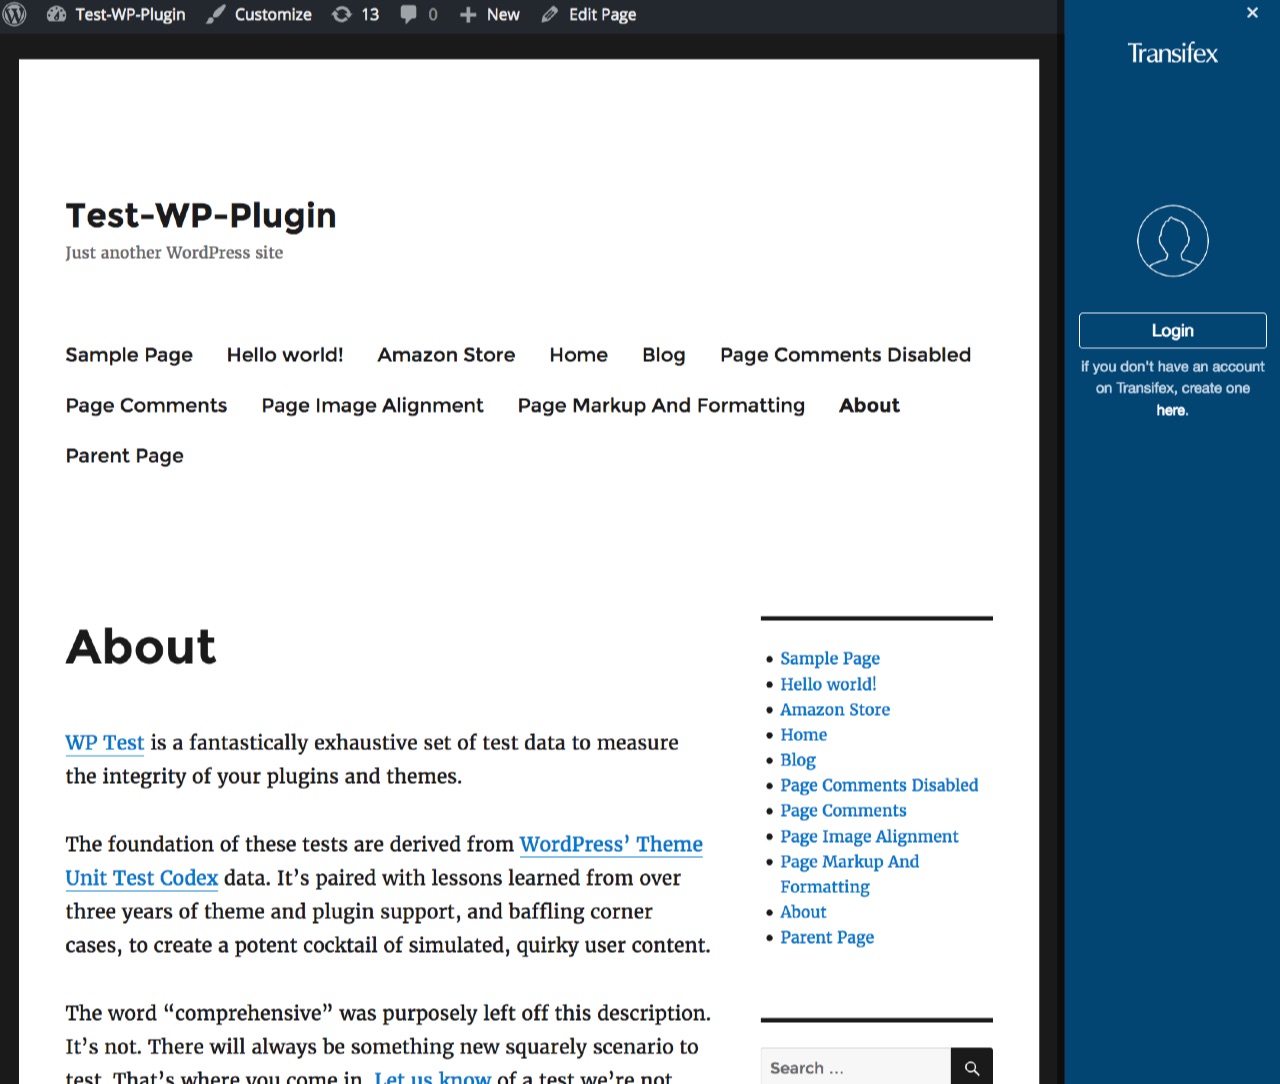 Test-WP-Plugin Customize 13 0 New Edit Page
×
Transifex
Test-WP-Plugin
Just another WordPress site
Login
if you don't have an account
on Transifex, create one
here.
Sample Page Hello world! Amazon Store Home Blog Page Comments Disabled
Page Comments Page Image Alignment Page Markup And Formatting About
Parent Page
About
WP Test is a fantastically exhaustive set of test data to measure
the integrity of your plugins and themes.
The foundation of these tests are derived from WordPress’ Theme
Unit Test Codex data. It’s paired with lessons learned from over
three years of theme and plugin support, and baffling corner
cases, to create a potent cocktail of simulated, quirky user content.
The word “comprehensive” was purposely left off this description.
It’s not. There will always be something new squarely scenario to
test. That’s where you come in. Let us know of a test we’re not
Sample Page
Hello world!
Amazon Store
Home
Blog
Page Comments Disabled
Page Comments
Page Image Alignment
Page Markup And
Formatting
About
Parent Page
Search ...